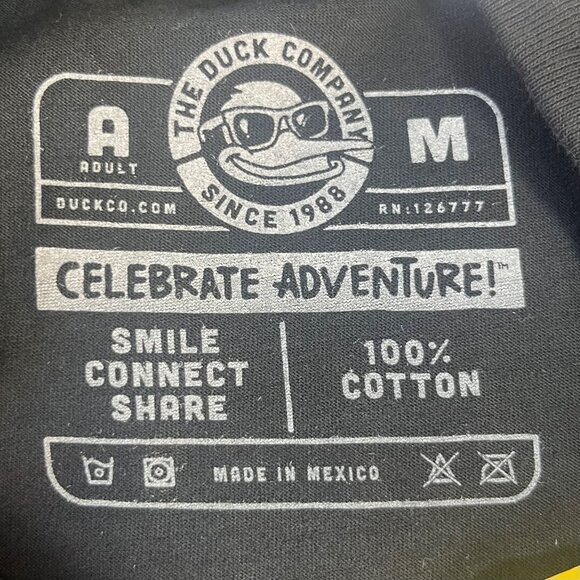 THE DUCK COMPANY
SINCE 1988
A
ADULT
M
DUCKCO.COM
RN:126777
CELEBRATE ADVENTURE!™
SMILE
CONNECT
SHARE
100%
COTTON
MADE IN MEXICO